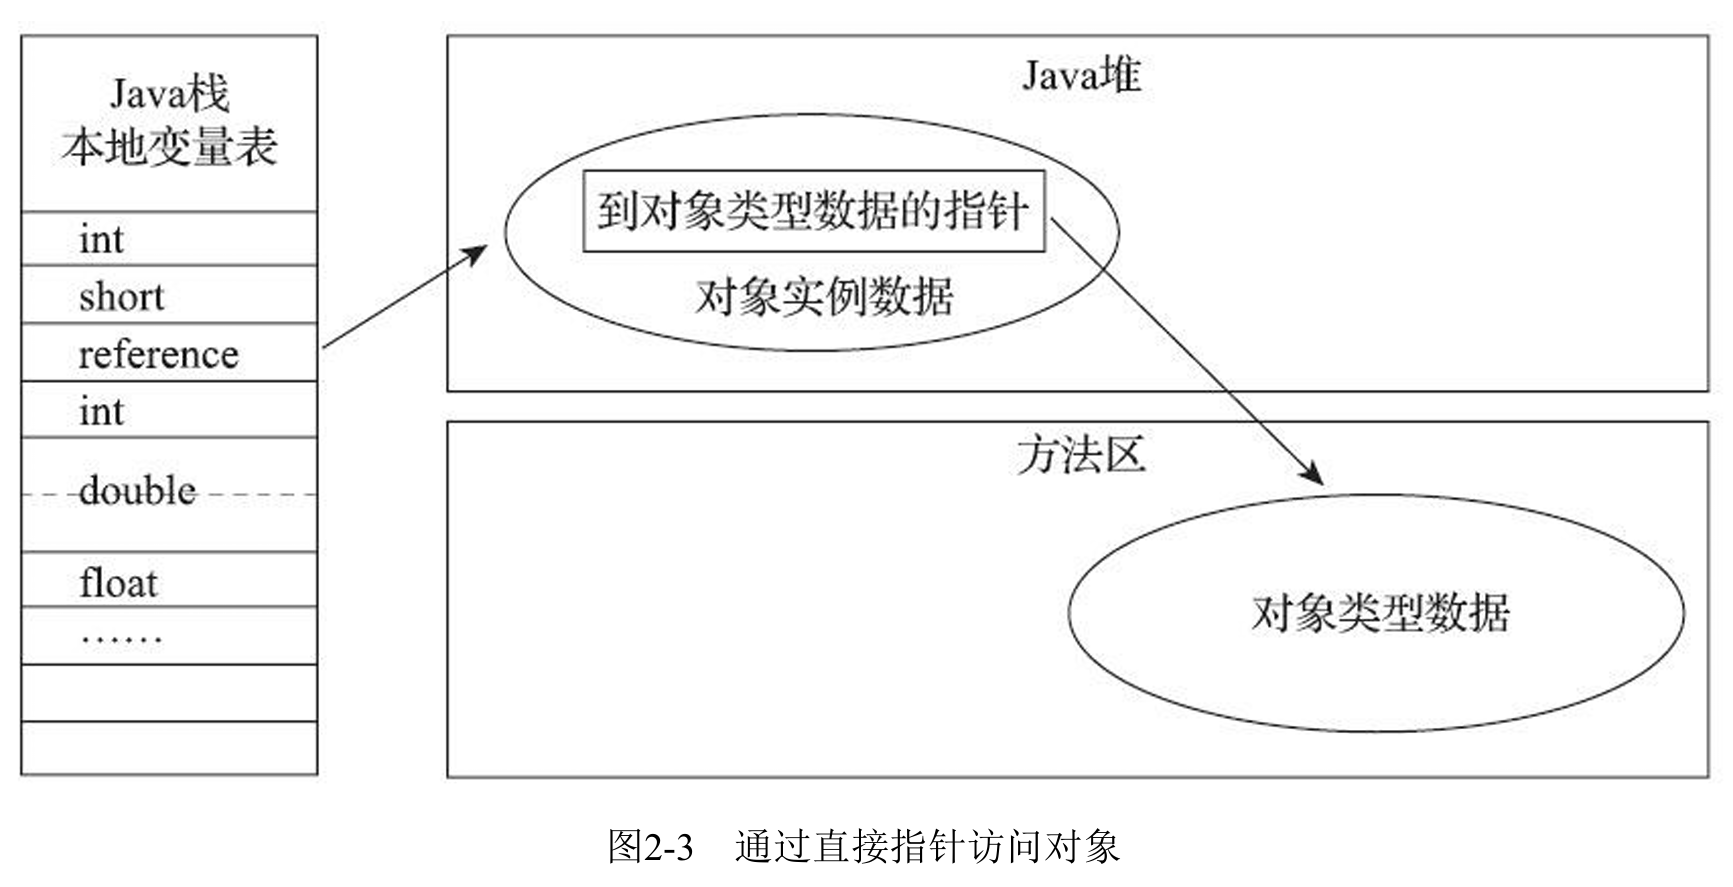 Java栈
本地变量表
int
short
reference
int
double
float
……
Java堆
到对象类型数据的指针
对象实例数据
方法区
对象类型数据
图2-3 通过直接指针访问对象